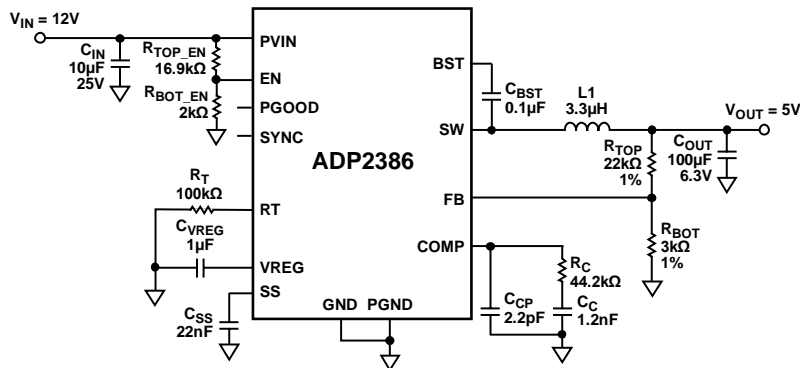 V_IN = 12V
C_IN
10µF
25V
R_TOP_EN
16.9kΩ
R_BOT_EN
2kΩ
R_T
100kΩ
C_VREG
1µF
C_SS
22nF
PVIN
EN
PGOOD
SYNC
RT
VREG
SS
ADP2386
GND PGND
BST
SW
FB
COMP
C_BST
0.1µF
L1
3.3µH
V_OUT = 5V
R_TOP
22kΩ
1%
C_OUT
100µF
6.3V
R_BOT
3kΩ
1%
R_C
44.2kΩ
C_CP
2.2pF
C_C
1.2nF